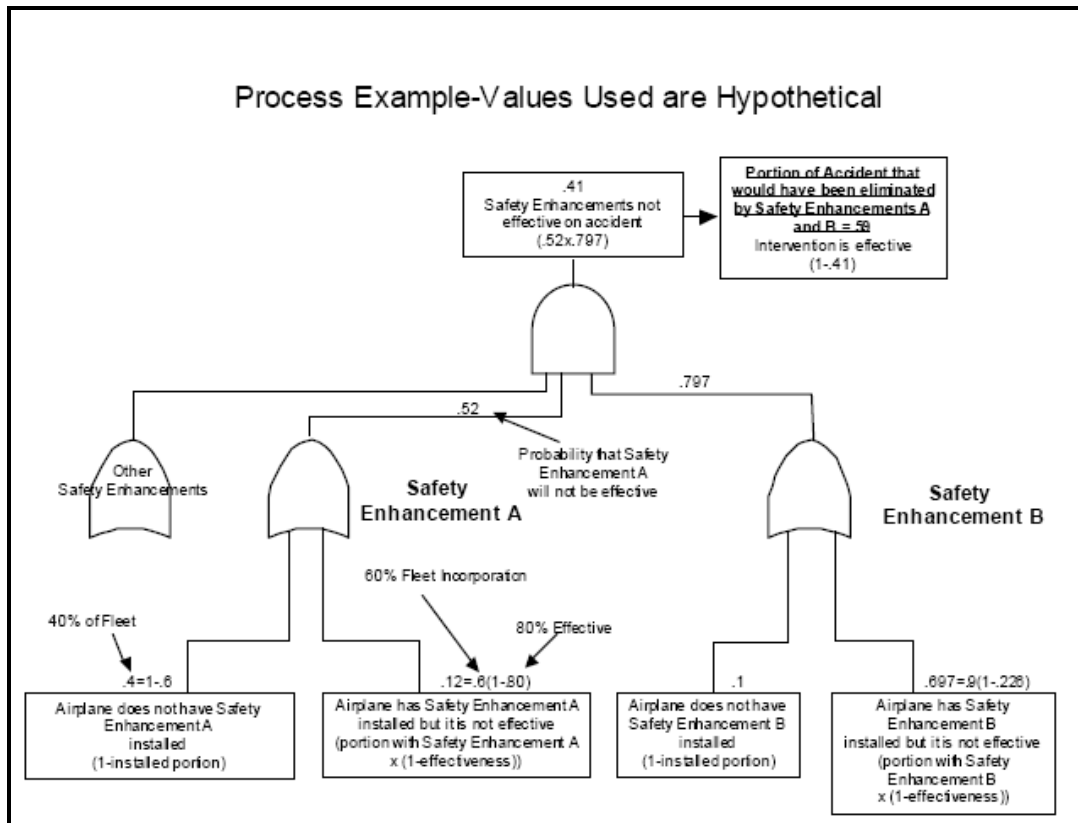 Process Example-Values Used are Hypothetical
.41
Safety Enhancements not
effective on accident
(.52x.797)
Portion of Accident that
would have been eliminated
by Safety Enhancements A
and B = .59
Intervention is effective
(1-.41)
.797
.52
Probability that Safety
Enhancement A
will not be effective
Other
Safety Enhancements
Safety
Enhancement A
Safety
Enhancement B
60% Fleet Incorporation
40% of Fleet
80% Effective
.4=1-.6
Airplane does not have Safety
Enhancement A
installed
(1-installed portion)
.12=.6(1-.80)
Airplane has Safety Enhancement A
installed but it is not effective
(portion with Safety Enhancement A
x (1-effectiveness))
.1
Airplane does not have
Safety Enhancement B
installed
(1-installed portion)
.697=.9(1-.226)
Airplane has Safety
Enhancement B
installed but it is not effective
(portion with Safety
Enhancement B
x (1-effectiveness))